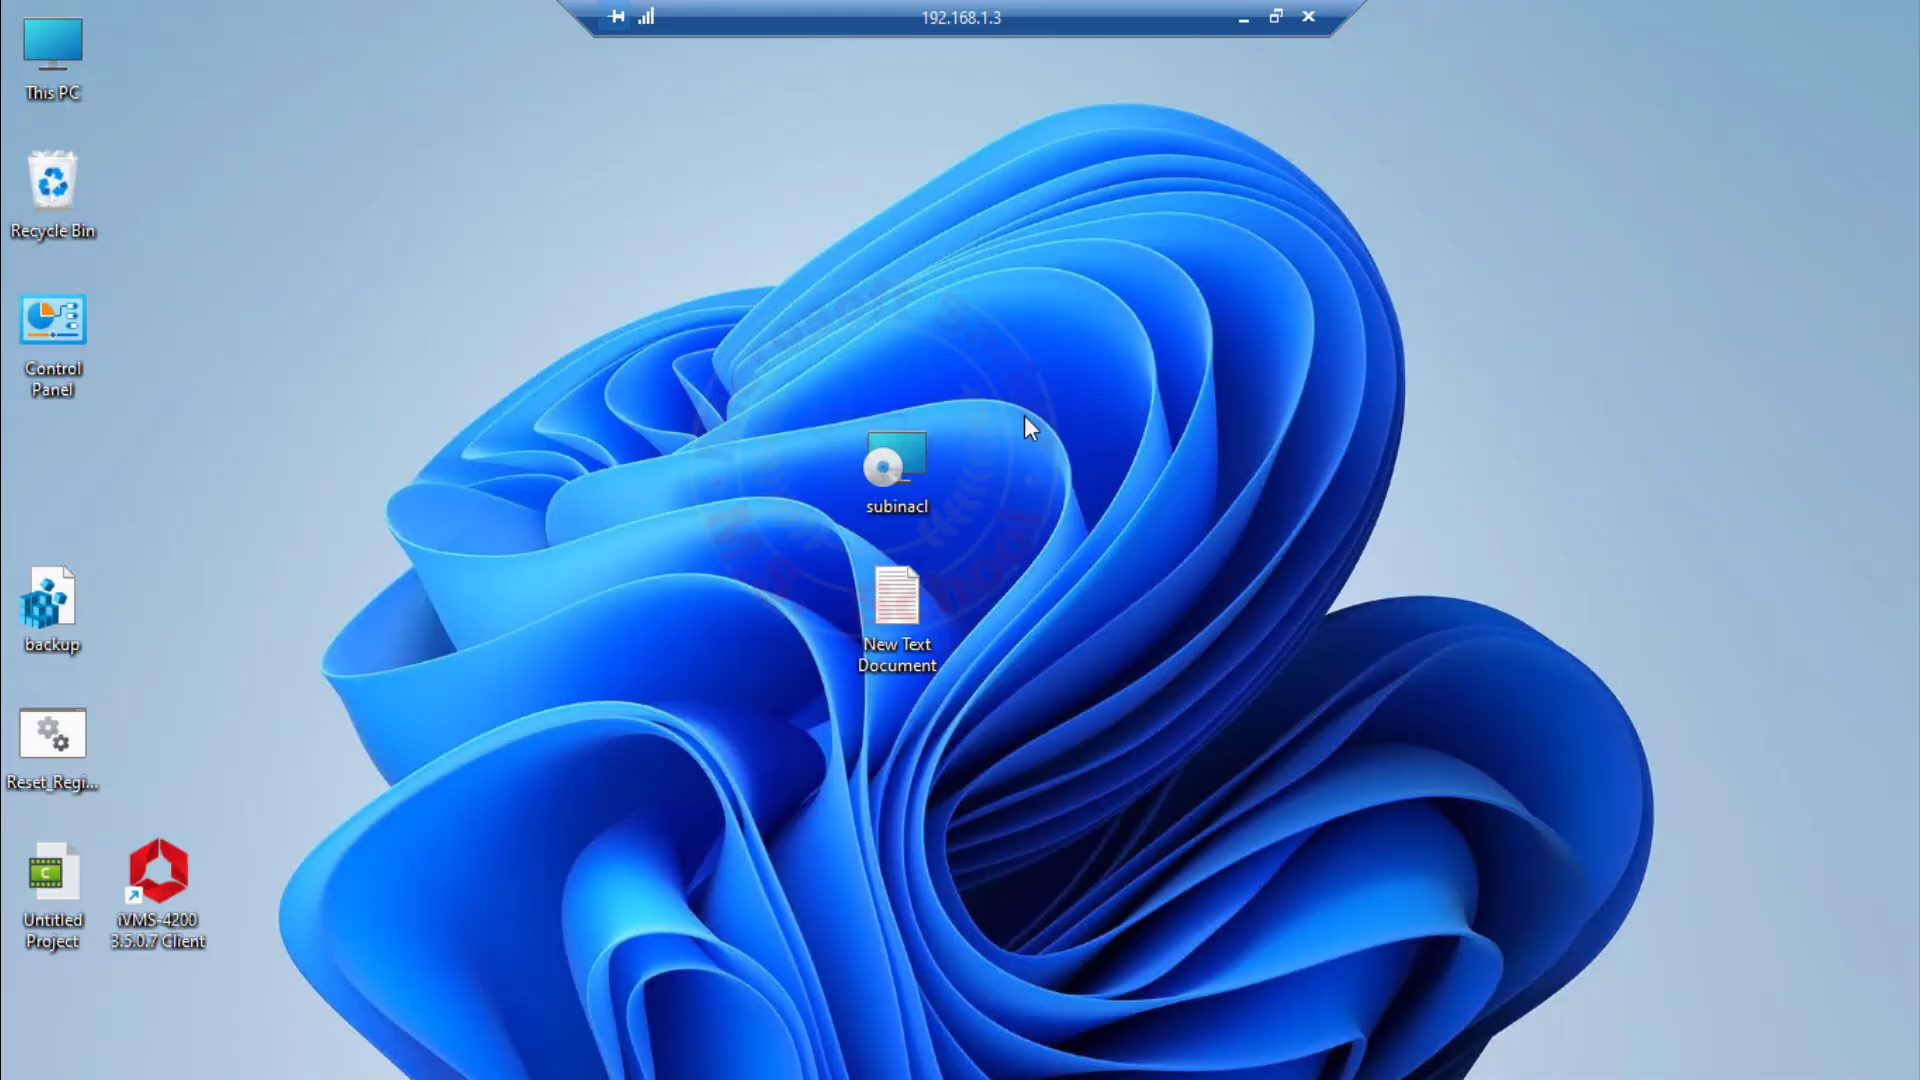 192.168.1.3
This PC
Recycle Bin
Control
Panel
backup
Reset_Regi...
Untitled
Project
iVMS-4200
3.5.0.7 Client
subinacl
New Text
Document